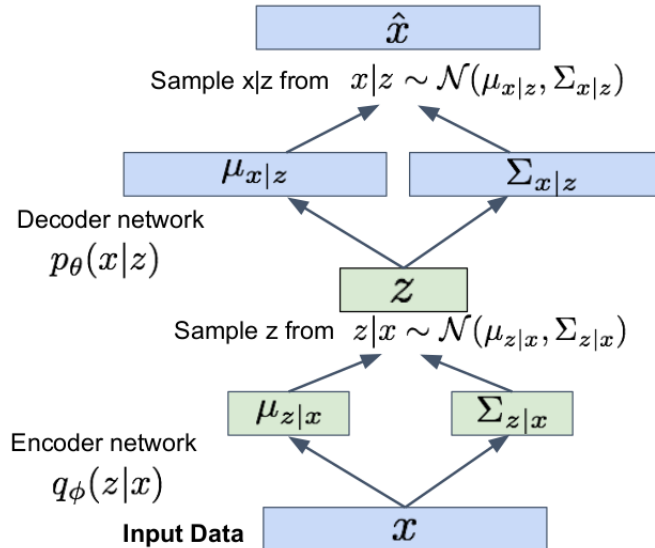 x̂
Sample x|z from x|z ∼ 𝒩(μ_{x|z}, Σ_{x|z})
μ_{x|z} Σ_{x|z}
Decoder network
p_θ(x|z)
z
Sample z from z|x ∼ 𝒩(μ_{z|x}, Σ_{z|x})
μ_{z|x} Σ_{z|x}
Encoder network
q_ϕ(z|x)
Input Data x